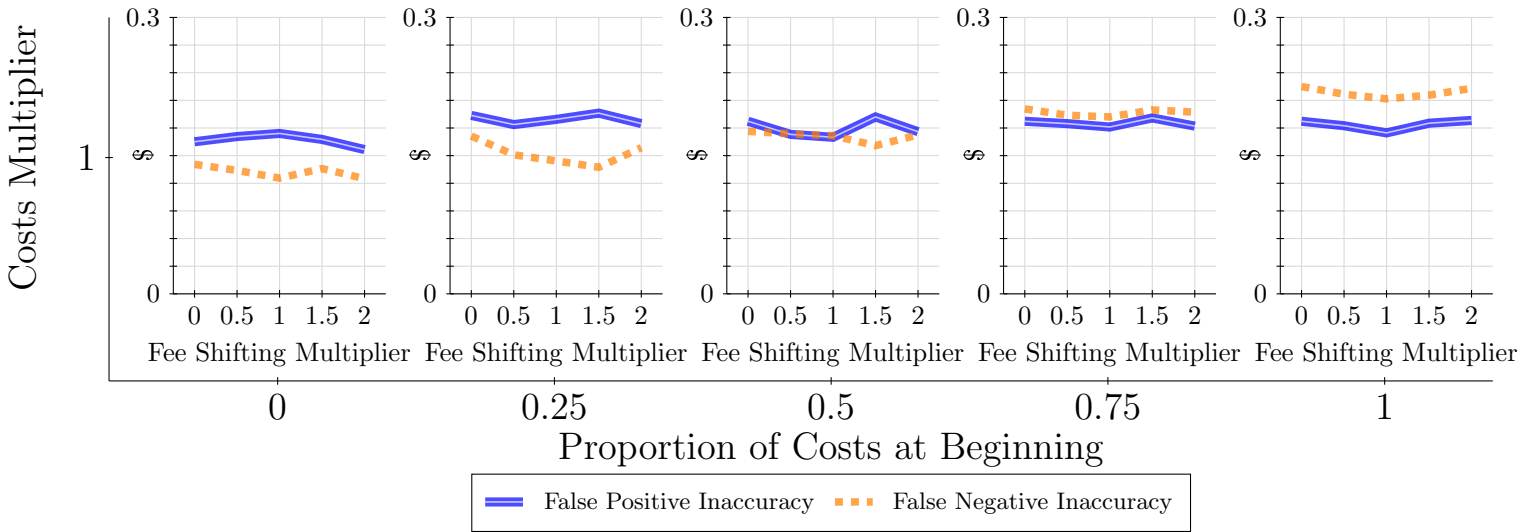 Costs Multiplier
1
0.3 0.3 0.3 0.3 0.3
$ $ $ $ $
0 0 0 0 0
0 0.5 1 1.5 2 0 0.5 1 1.5 2 0 0.5 1 1.5 2 0 0.5 1 1.5 2 0 0.5 1 1.5 2
Fee Shifting Multiplier Fee Shifting Multiplier Fee Shifting Multiplier Fee Shifting Multiplier Fee Shifting Multiplier
0 0.25 0.5 0.75 1
Proportion of Costs at Beginning
False Positive Inaccuracy False Negative Inaccuracy